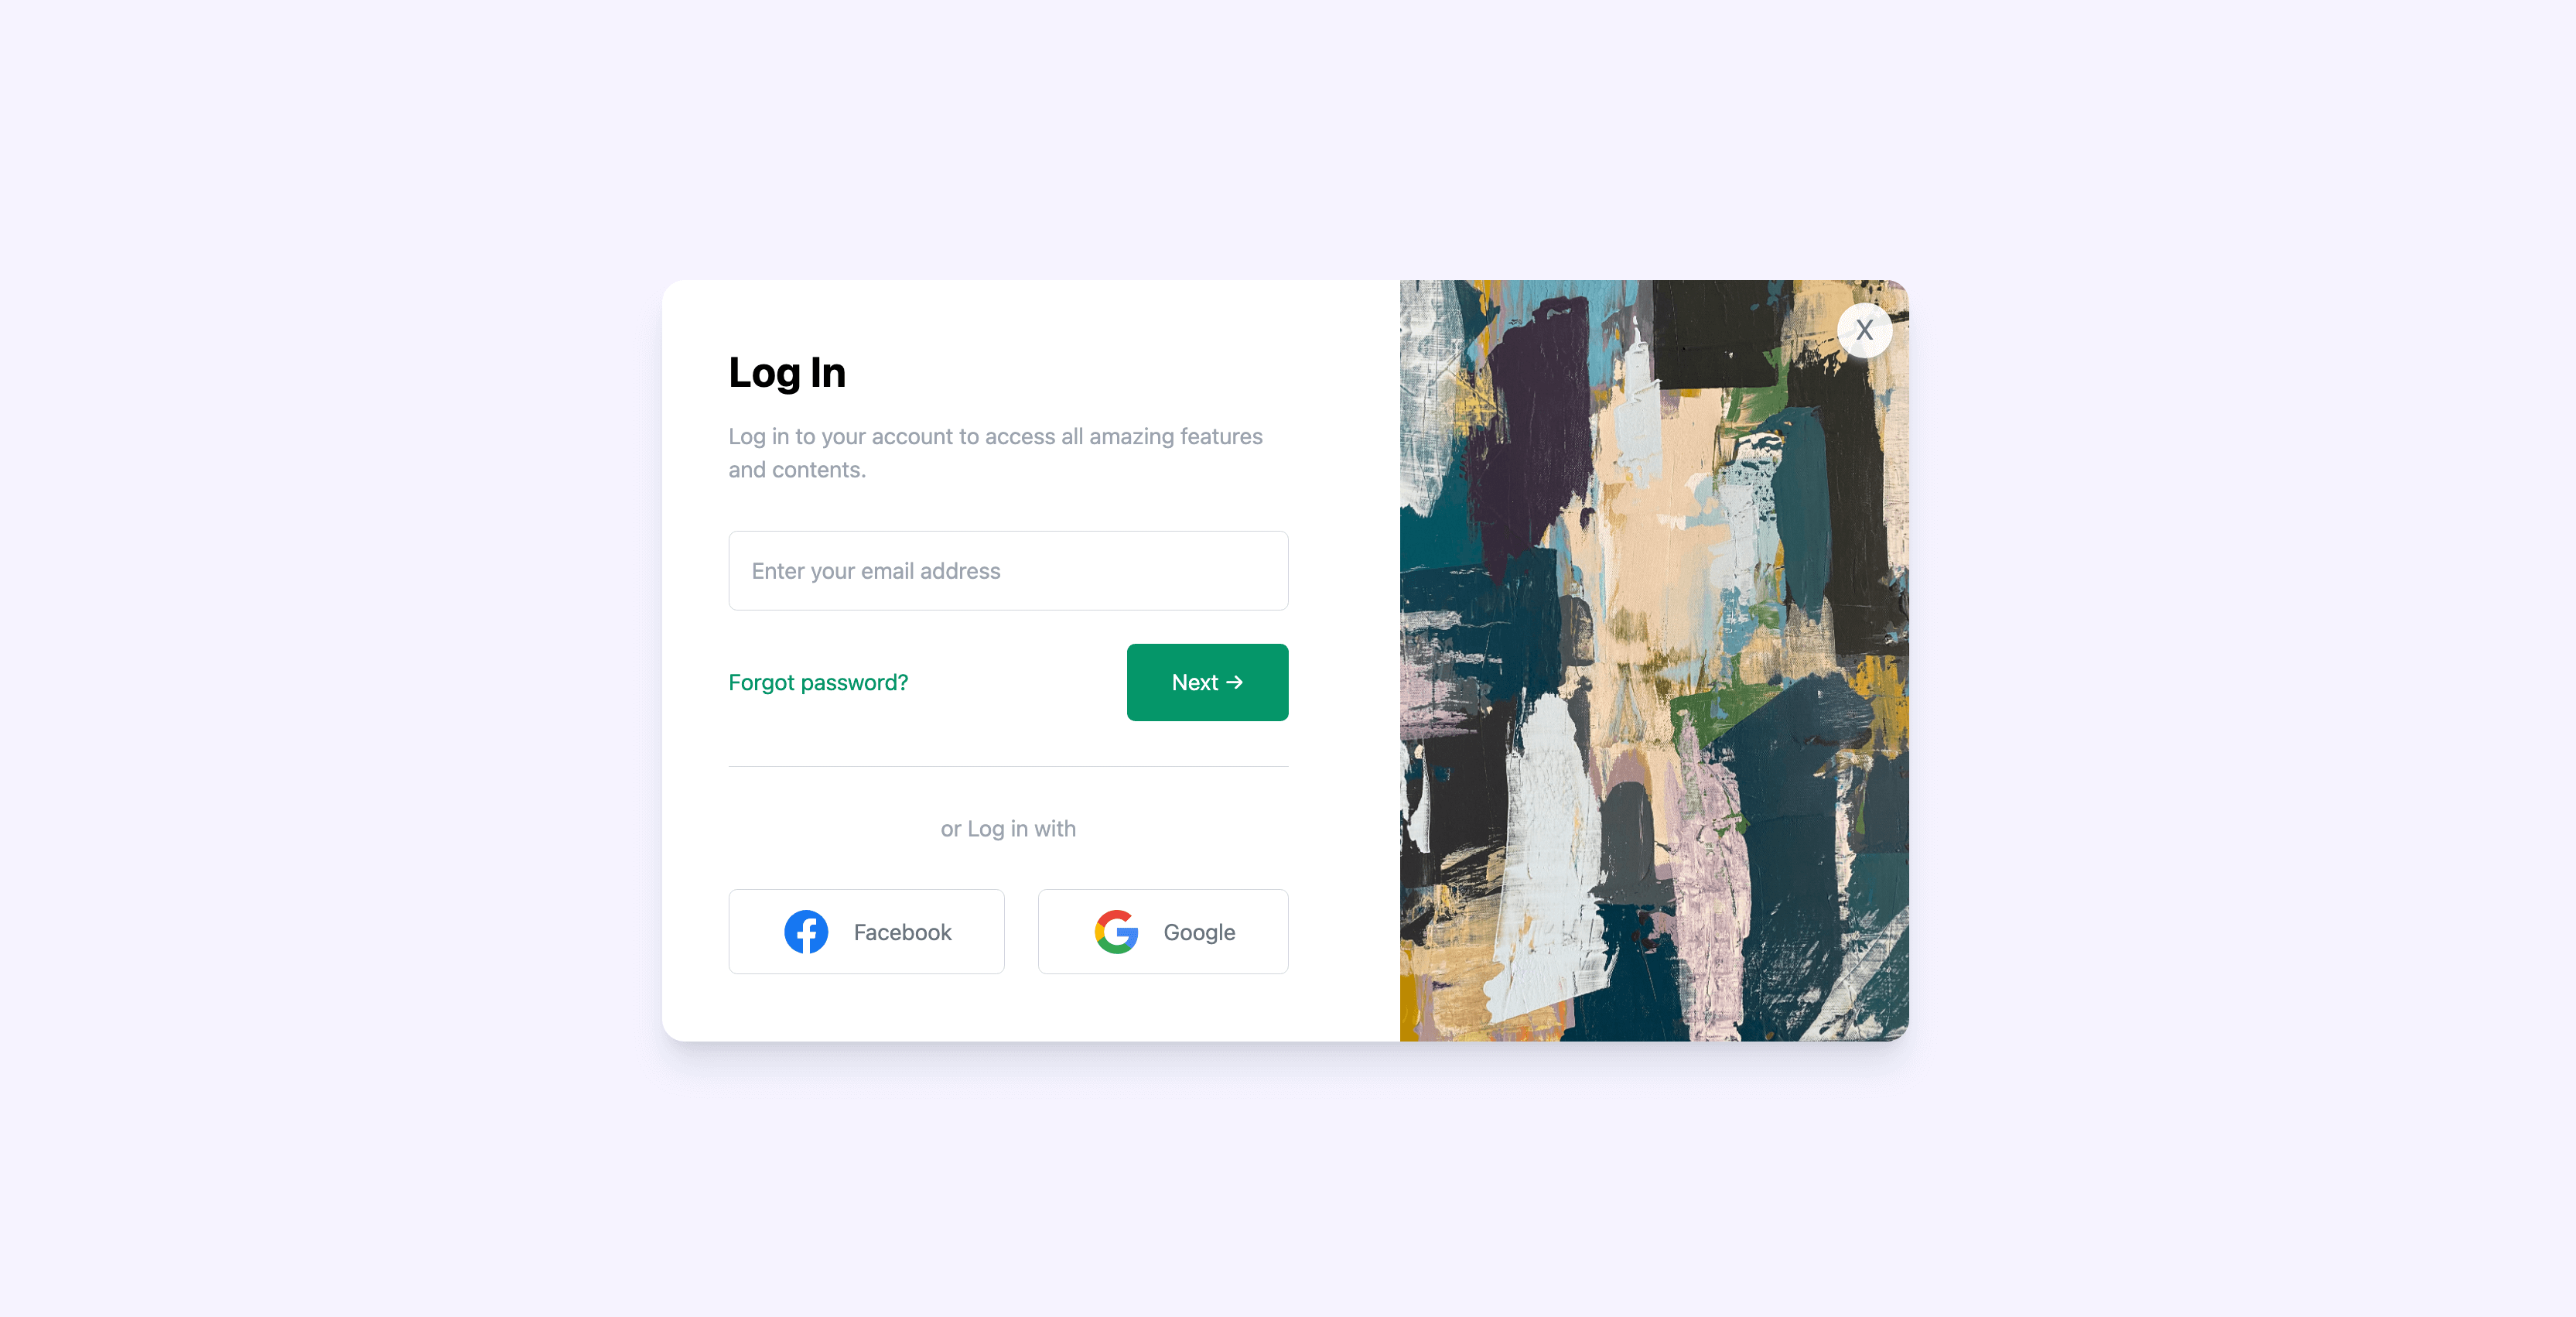 Log In
X
Log in to your account to access all amazing features
and contents.
Enter your email address
Forgot password?
Next →
or Log in with
Facebook
Google